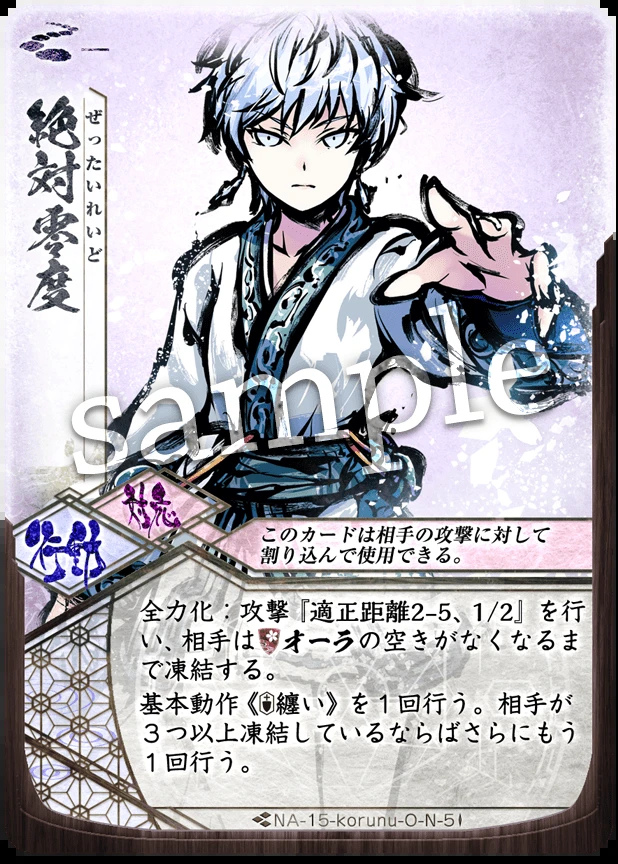 絶対零度
ぜったいれいど
sample
対応
行動
このカードは相手の攻撃に対して
割り込んで使用できる。
全力化：攻撃『適正距離2-5、1/2』を行
い、相手はオーラの空きがなくなるま
で凍結する。
基本動作《纏い》を１回行う。相手が
３つ以上凍結しているならばさらにもう
１回行う。
NA-15-korunu-O-N-5